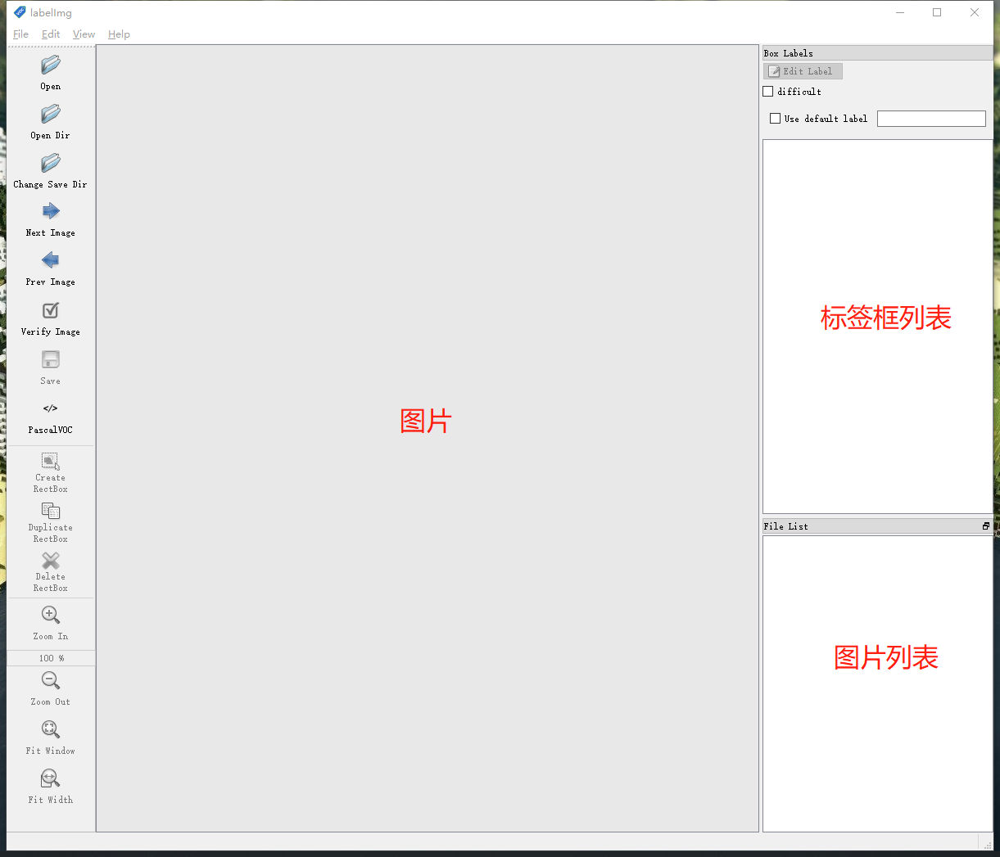 labelImg
File Edit View Help
Open
Open Dir
Change Save Dir
Next Image
Prev Image
Verify Image
Save
</>
PascalVOC
Create
RectBox
Duplicate
RectBox
Delete
RectBox
Zoom In
100 %
Zoom Out
Fit Window
Fit Width
图片
Box Labels
Edit Label
difficult
Use default label
标签框列表
File List
图片列表